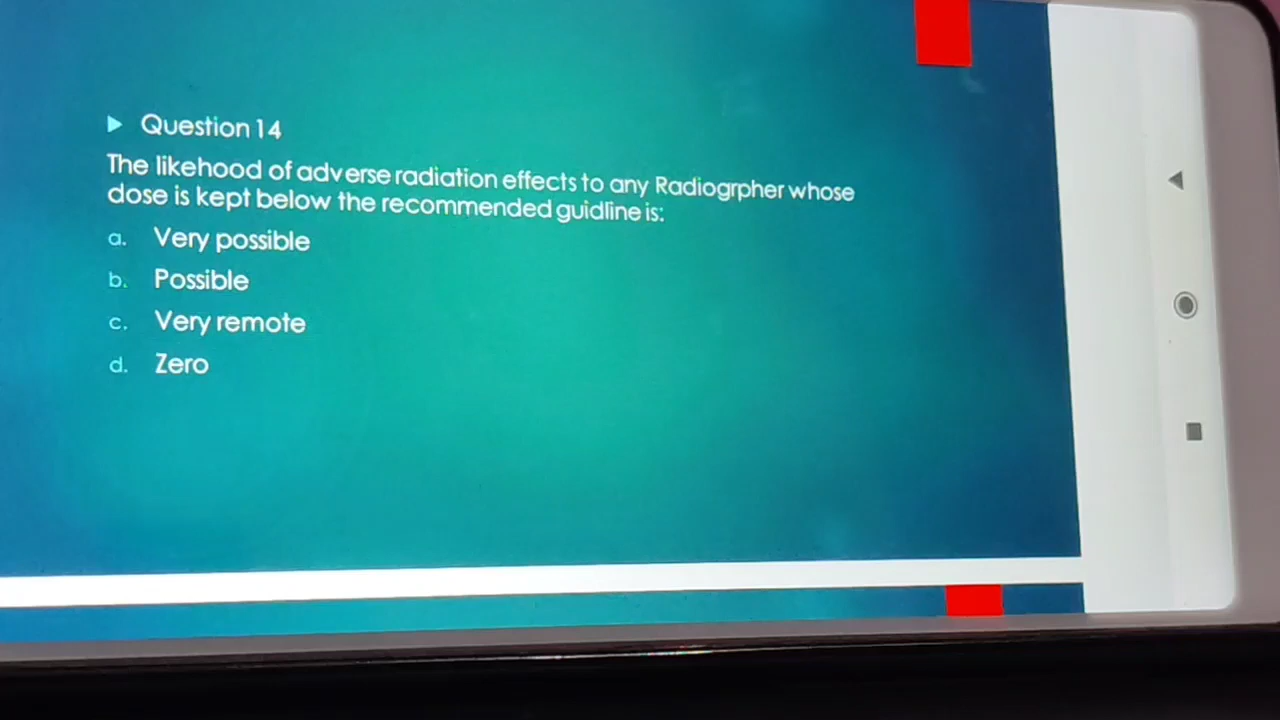 Question 14
The likehood of adverse radiation effects to any Radiogrpher whose
dose is kept below the recommended guidline is:
a. Very possible
b. Possible
c. Very remote
d. Zero